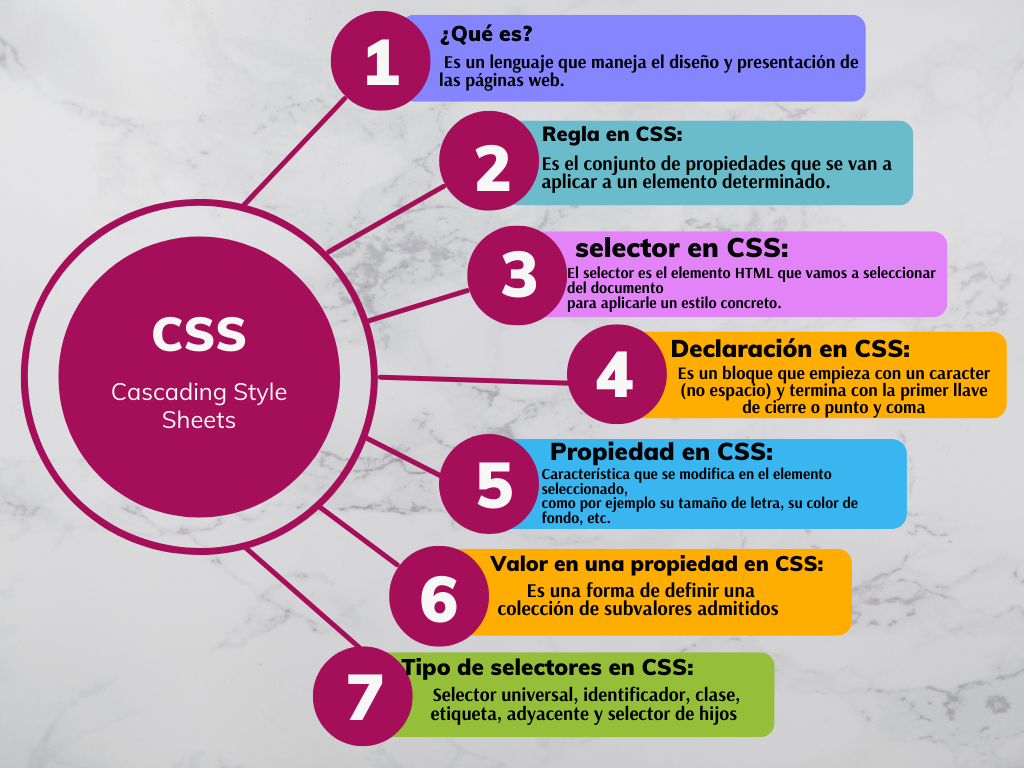 CSS
Cascading Style
Sheets
1
¿Qué es?
Es un lenguaje que maneja el diseño y presentación de
las páginas web.
2
Regla en CSS:
Es el conjunto de propiedades que se van a
aplicar a un elemento determinado.
3
selector en CSS:
El selector es el elemento HTML que vamos a seleccionar
del documento
para aplicarle un estilo concreto.
4
Declaración en CSS:
Es un bloque que empieza con un caracter
(no espacio) y termina con la primer llave
de cierre o punto y coma
5
Propiedad en CSS:
Característica que se modifica en el elemento
seleccionado,
como por ejemplo su tamaño de letra, su color de
fondo, etc.
6
Valor en una propiedad en CSS:
Es una forma de definir una
colección de subvalores admitidos
7
Tipo de selectores en CSS:
Selector universal, identificador, clase,
etiqueta, adyacente y selector de hijos